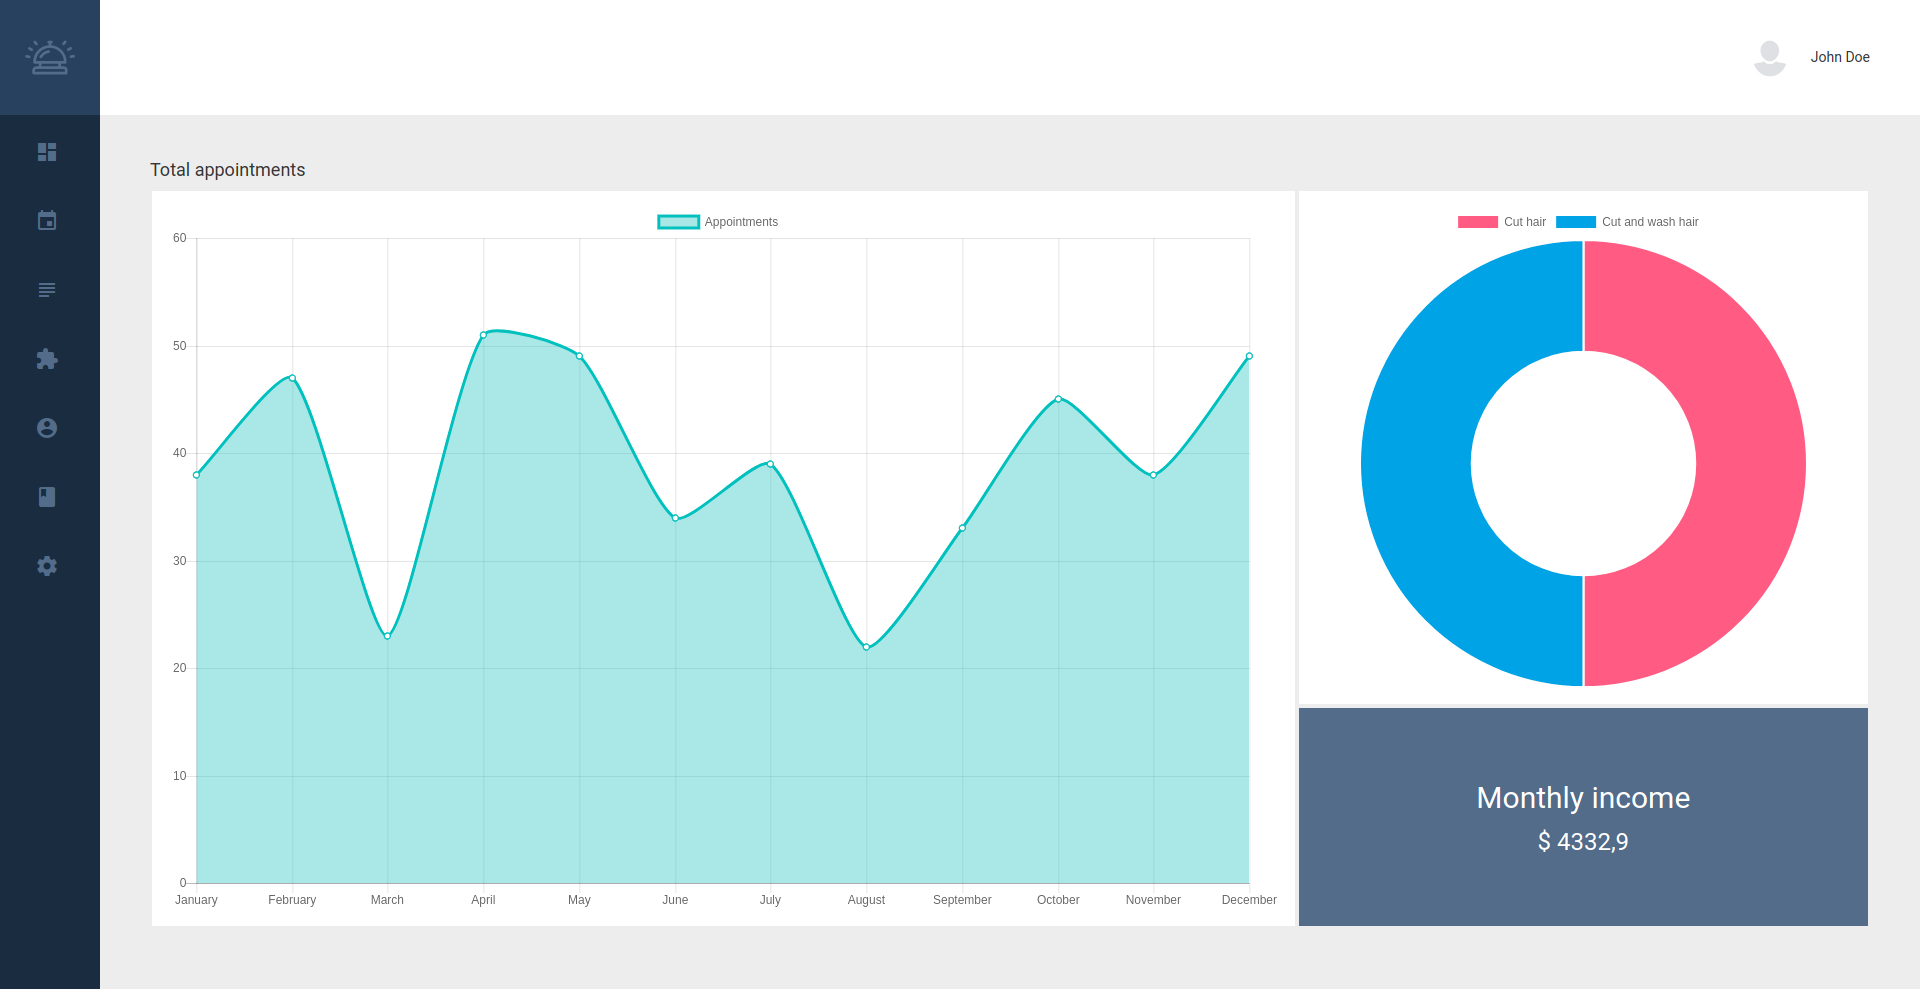 John Doe
Total appointments
Appointments
60
50
40
30
20
10
0
January February March April May June July August September October November December
Cut hair Cut and wash hair
Monthly income
$ 4332,9